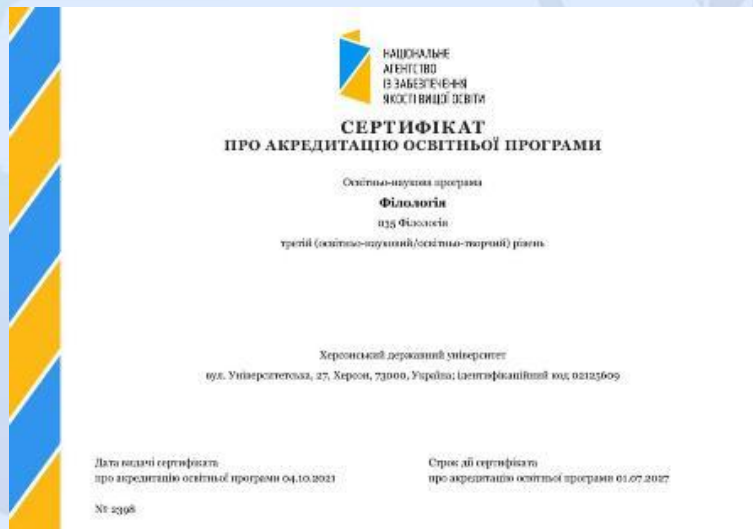 НАЦІОНАЛЬНЕ
АГЕНТСТВО
ІЗ ЗАБЕЗПЕЧЕННЯ
ЯКОСТІ ВИЩОЇ ОСВІТИ
СЕРТИФІКАТ
ПРО АКРЕДИТАЦІЮ ОСВІТНЬОЇ ПРОГРАМИ
Освітньо-наукова програма
Філологія
035 Філологія
третій (освітньо-науковий/освітньо-творчий) рівень
Херсонський державний університет
вул. Університетська, 27, Херсон, 73000, Україна; ідентифікаційний код 02125609
Дата видачі сертифіката
про акредитацію освітньої програми 04.10.2021
Строк дії сертифіката
про акредитацію освітньої програми 01.07.2027
№ 2398